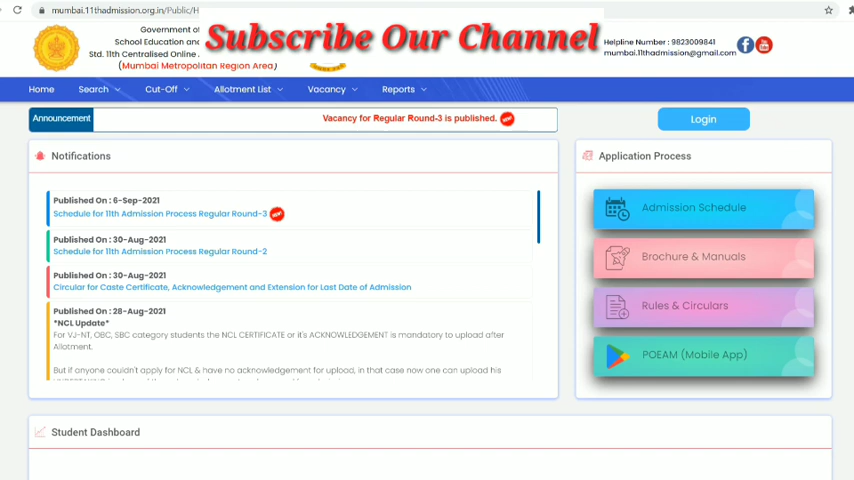 mumbai.11thadmission.org.in/Public/H
Government of
School Education and
Std. 11th Centralised Online
(Mumbai Metropolitan Region Area)
Subscribe Our Channel
Helpline Number : 9823009841
mumbai.11thadmission@gmail.com
Home Search Cut-Off Allotment List Vacancy Reports
Announcement
Vacancy for Regular Round-3 is published.
Login
Notifications
Published On : 6-Sep-2021
Schedule for 11th Admission Process Regular Round-3
Published On : 30-Aug-2021
Schedule for 11th Admission Process Regular Round-2
Published On : 30-Aug-2021
Circular for Caste Certificate, Acknowledgement and Extension for Last Date of Admission
Published On : 28-Aug-2021
*NCL Update*
For VJ-NT, OBC, SBC category students the NCL CERTIFICATE or it's ACKNOWLEDGEMENT is mandatory to upload after
Allotment.
But if anyone couldn't apply for NCL & have no acknowledgement for upload, in that case now one can upload his
Application Process
Admission Schedule
Brochure & Manuals
Rules & Circulars
POEAM (Mobile App)
Student Dashboard